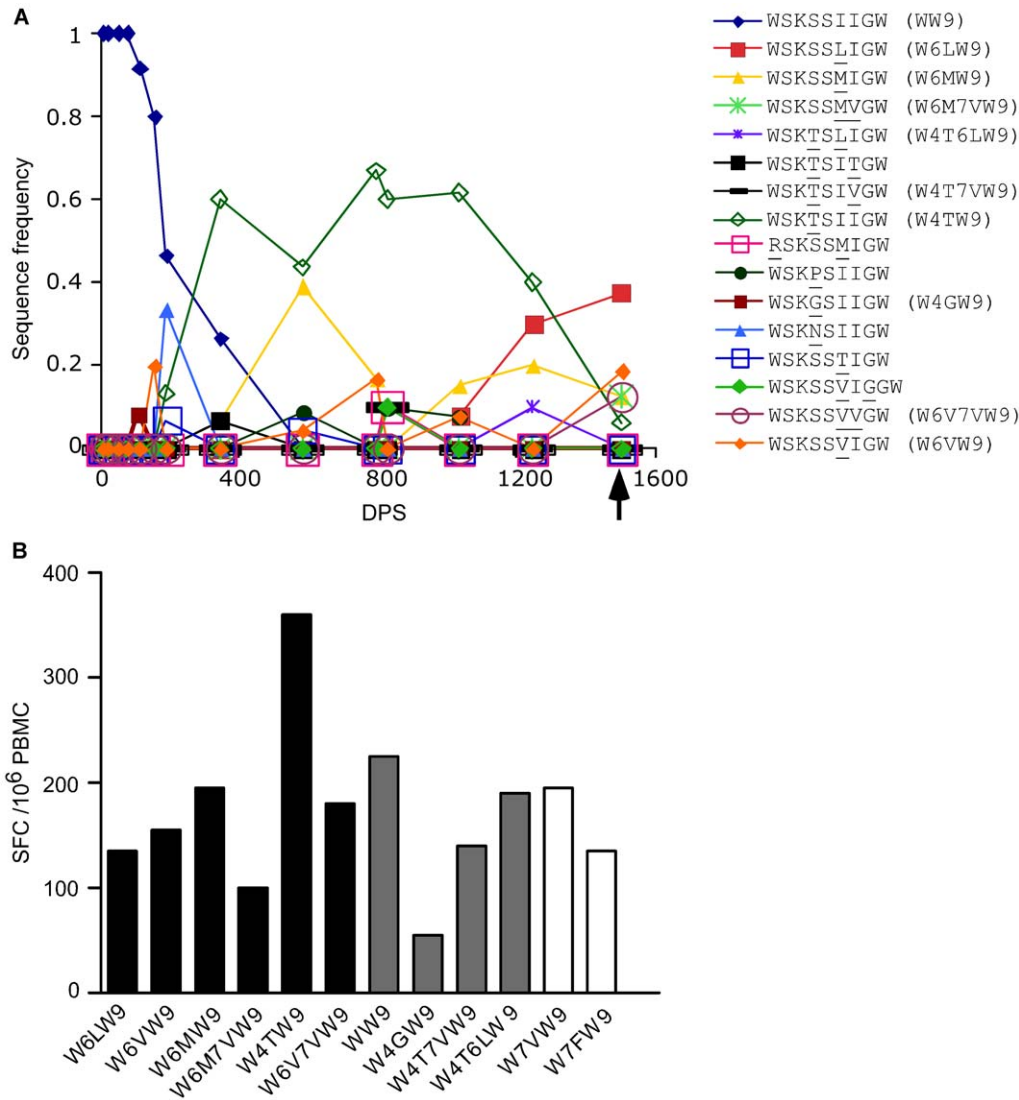 A
Sequence frequency
1
0.8
0.6
0.4
0.2
0
0 400 800 1200 1600
DPS
WSKSSIIGW (WW9)
WSKSSLIGW (W6LW9)
WSKSSMIGW (W6MW9)
WSKSSMVGW (W6M7VW9)
WSKTSLIGW (W4T6LW9)
WSKTSITGW
WSKTSIVGW (W4T7VW9)
WSKTSIIGW (W4TW9)
RSKSSMIGW
WSKPSIIGW
WSKGSIIGW (W4GW9)
WSKNSIIGW
WSKSSTIGW
WSKSSVIGGW
WSKSSVVGW (W6V7VW9)
WSKSSVIGW (W6VW9)
B
SFC /10⁶ PBMC
400
300
200
100
0
W6LW9
W6VW9
W6MW9
W6M7VW9
W4TW9
W6V7VW9
WW9
W4GW9
W4T7VW9
W4T6LW9
W7VW9
W7FW9